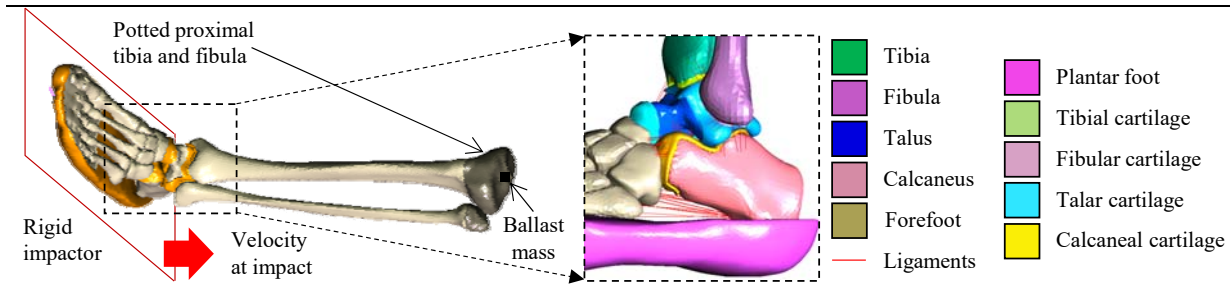 Potted proximal
tibia and fibula
Rigid
impactor
Velocity
at impact
Ballast
mass
Tibia
Fibula
Talus
Calcaneus
Forefoot
Ligaments
Plantar foot
Tibial cartilage
Fibular cartilage
Talar cartilage
Calcaneal cartilage